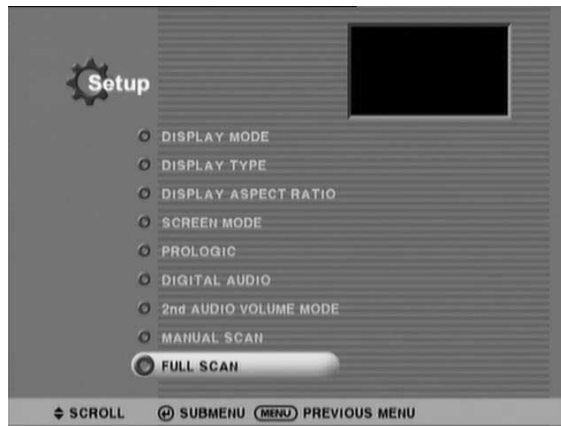 Setup
DISPLAY MODE
DISPLAY TYPE
DISPLAY ASPECT RATIO
SCREEN MODE
PROLOGIC
DIGITAL AUDIO
2nd AUDIO VOLUME MODE
MANUAL SCAN
FULL SCAN
SCROLL SUBMENU MENU PREVIOUS MENU